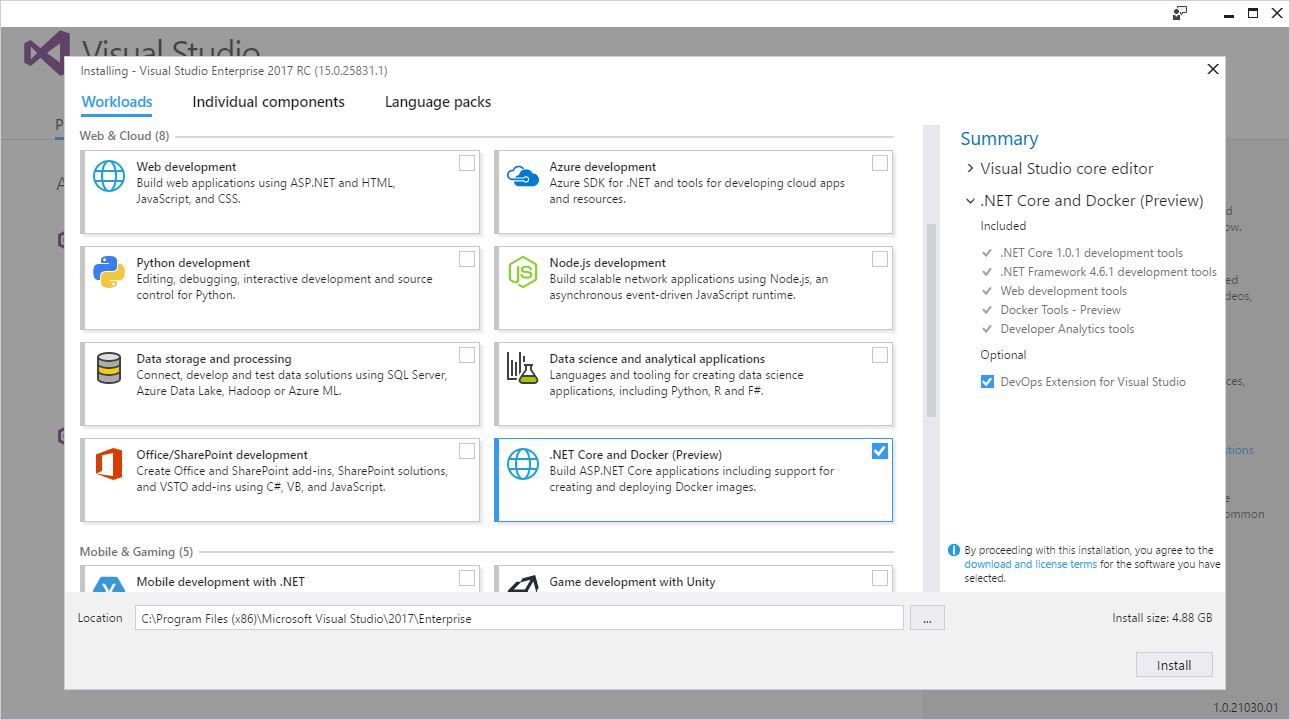 Visual Studio
Installing - Visual Studio Enterprise 2017 RC (15.0.25831.1)
Workloads
Individual components
Language packs
Web & Cloud (8)
Web development
Build web applications using ASP.NET and HTML,
JavaScript, and CSS.
Azure development
Azure SDK for .NET and tools for developing cloud apps
and resources.
Python development
Editing, debugging, interactive development and source
control for Python.
Node.js development
Build scalable network applications using Node.js, an
asynchronous event-driven JavaScript runtime.
Data storage and processing
Connect, develop and test data solutions using SQL Server,
Azure Data Lake, Hadoop or Azure ML.
Data science and analytical applications
Languages and tooling for creating data science
applications, including Python, R and F#.
Office/SharePoint development
Create Office and SharePoint add-ins, SharePoint solutions,
and VSTO add-ins using C#, VB, and JavaScript.
.NET Core and Docker (Preview)
Build ASP.NET Core applications including support for
creating and deploying Docker images.
Mobile & Gaming (5)
Mobile development with .NET
Game development with Unity
Summary
Visual Studio core editor
.NET Core and Docker (Preview)
Included
.NET Core 1.0.1 development tools
.NET Framework 4.6.1 development tools
Web development tools
Docker Tools - Preview
Developer Analytics tools
Optional
DevOps Extension for Visual Studio
By proceeding with this installation, you agree to the
download and license terms for the software you have
selected.
Location
C:\Program Files (x86)\Microsoft Visual Studio\2017\Enterprise
...
Install size: 4.88 GB
Install
1.0.21030.01